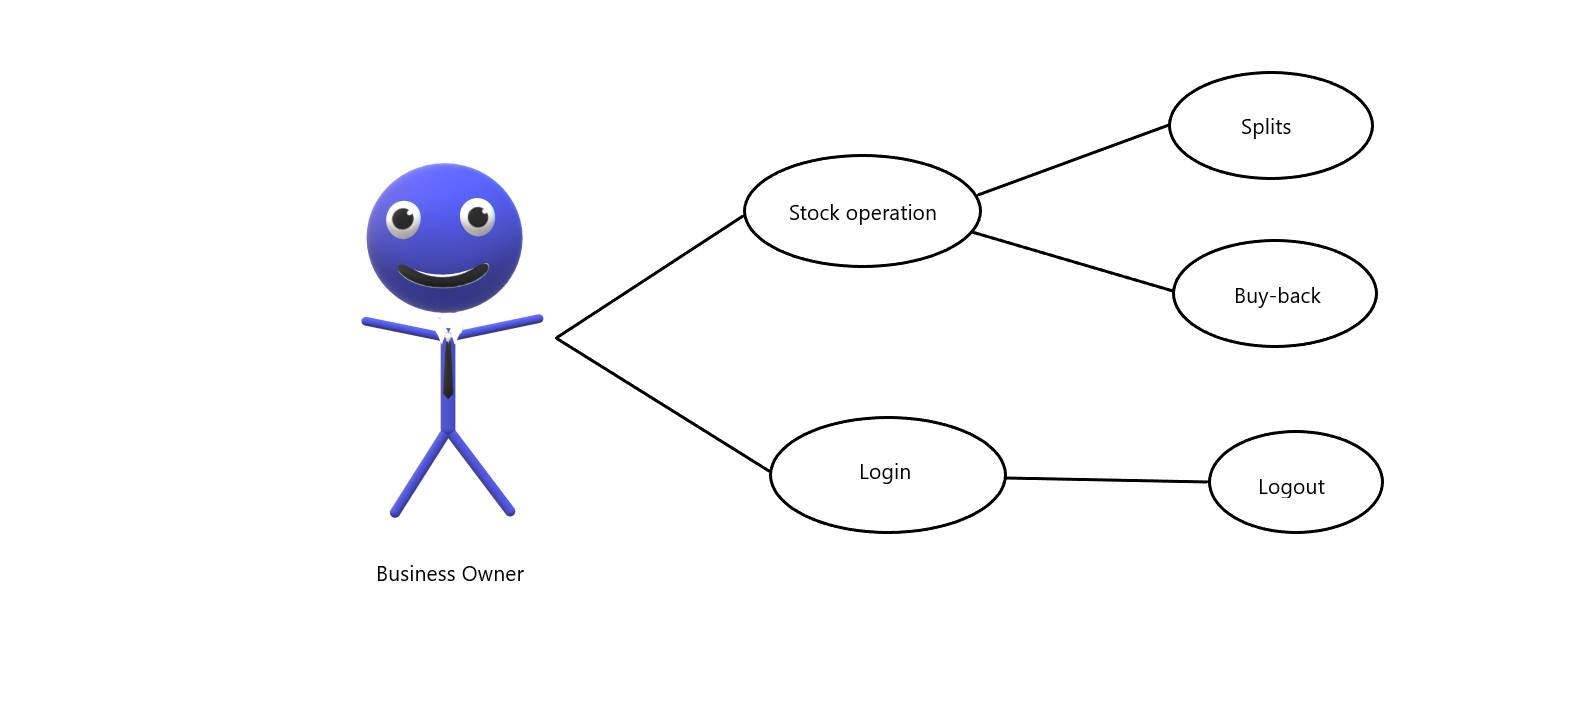 Splits
Stock operation
Buy-back
Login
Logout
Business Owner